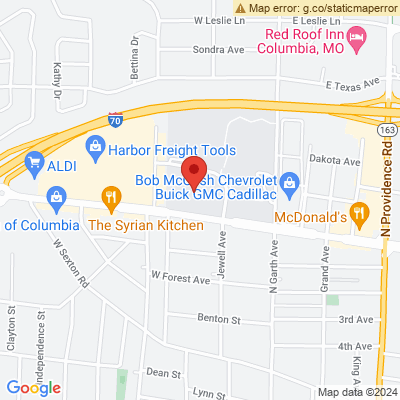 Map error: g.co/staticmaperror
W Leslie Ln
E Leslie Ln
Red Roof Inn
Columbia, MO
Sondra Ave
Bettina Dr
Kathy Dr
E Texas Ave
70
163
Harbor Freight Tools
Dakota Ave
ALDI
N Providence Rd
Bob McCosh Chevrolet
Buick GMC Cadillac
McDonald's
of Columbia
The Syrian Kitchen
W Sexton Rd
Jewell Ave
N Garth Ave
Grand Ave
W Forest Ave
Benton St
3rd Ave
4th Ave
Clayton St
Independence St
King A
Dean St
Lynn St
Google
Map data ©2024